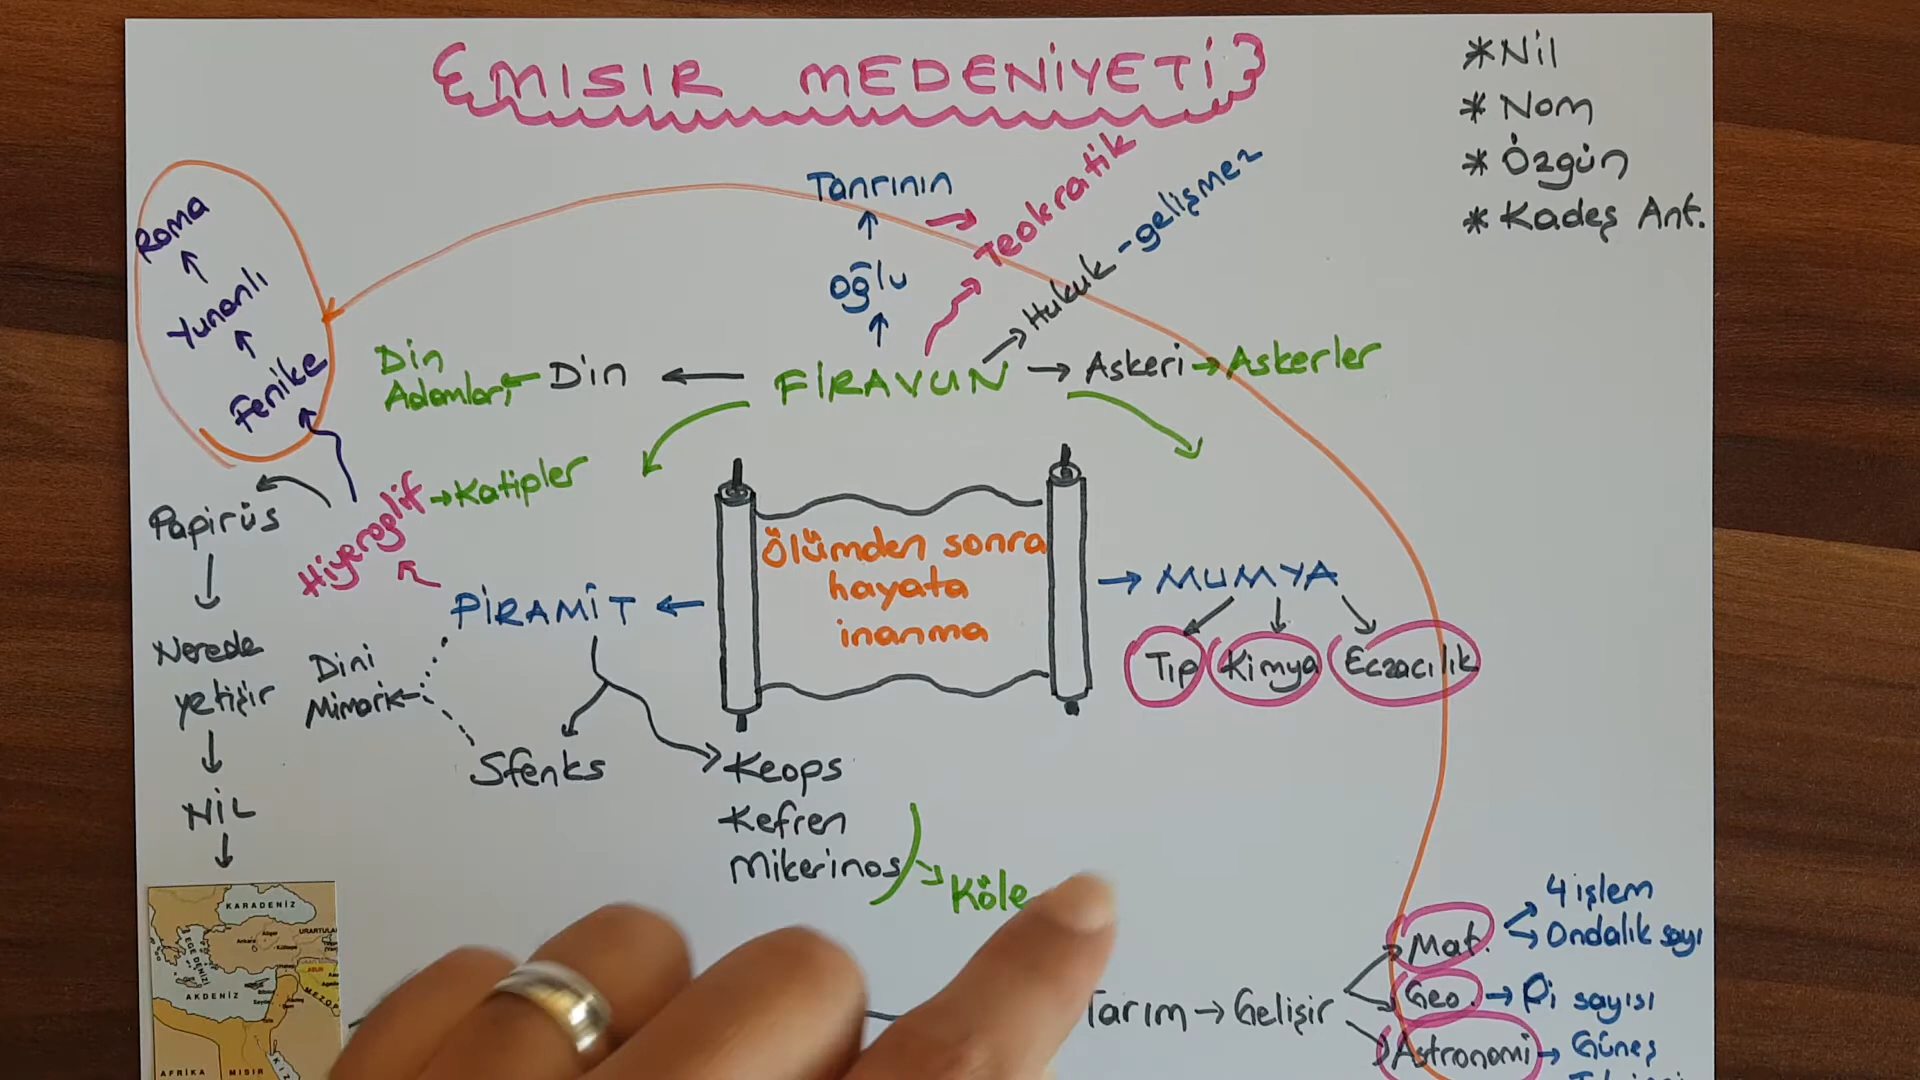 MISIR MEDENİYETİ
* Nil
* Nom
* Özgün
* Kadeş Ant.
Tanrının
Oğlu
Teokratik
Hukuk - gelişmez
Roma
Yunanlı
Fenike
Din
Adamları
Din
FİRAVUN
Askeri
Askerler
Hiyeroglif
Katipler
Papirüs
Nerede
yetişir
NİL
PİRAMİT
Ölümden sonra
hayata
inanma
MUMYA
Tıp
Kimya
Eczacılık
Dini
Mimari
Sfenks
Keops
Kefren
Mikerinos
Köle
Tarım
Gelişir
Mat.
4 işlem
Ondalık sayı
Geo.
Pi sayısı
Astronomi
Güneş
KARADENİZ
EGE DENİZİ
AKDENİZ
AFRİKA
MISIR